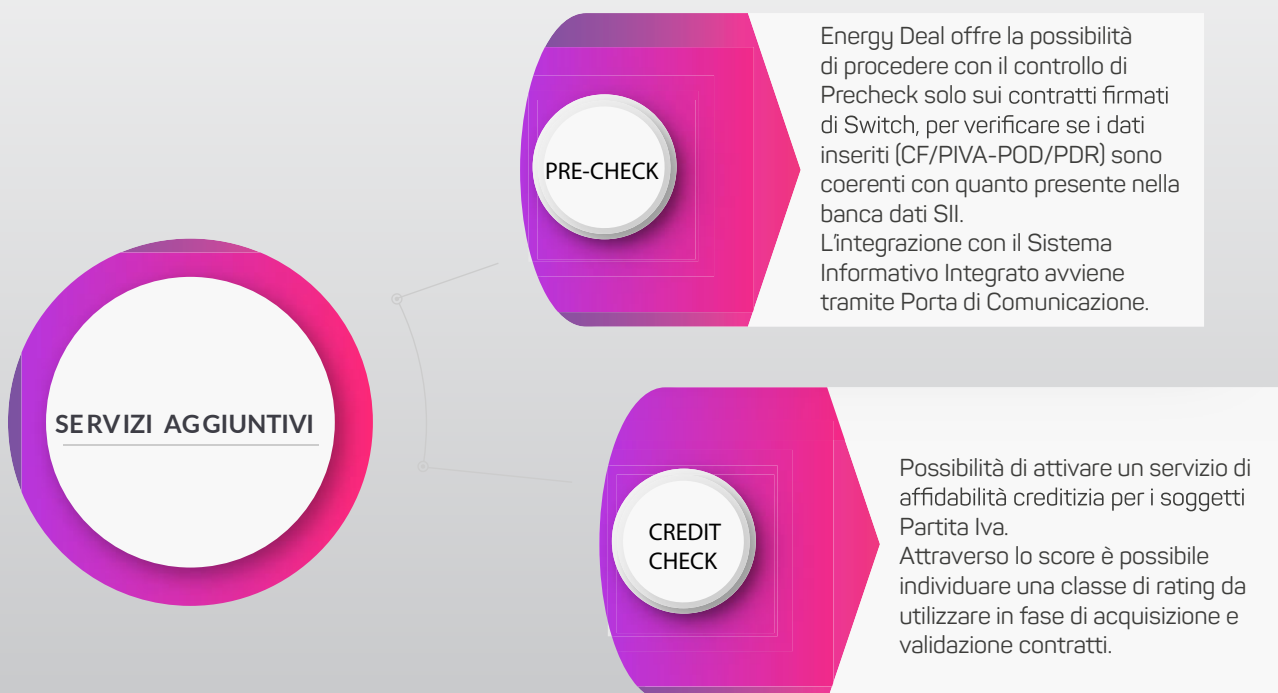 SERVIZI AGGIUNTIVI
PRE-CHECK
Energy Deal offre la possibilità
di procedere con il controllo di
Precheck solo sui contratti firmati
di Switch, per verificare se i dati
inseriti (CF/PIVA-POD/PDR) sono
coerenti con quanto presente nella
banca dati SII.
L'integrazione con il Sistema
Informativo Integrato avviene
tramite Porta di Comunicazione.
CREDIT
CHECK
Possibilità di attivare un servizio di
affidabilità creditizia per i soggetti
Partita Iva.
Attraverso lo score è possibile
individuare una classe di rating da
utilizzare in fase di acquisizione e
validazione contratti.